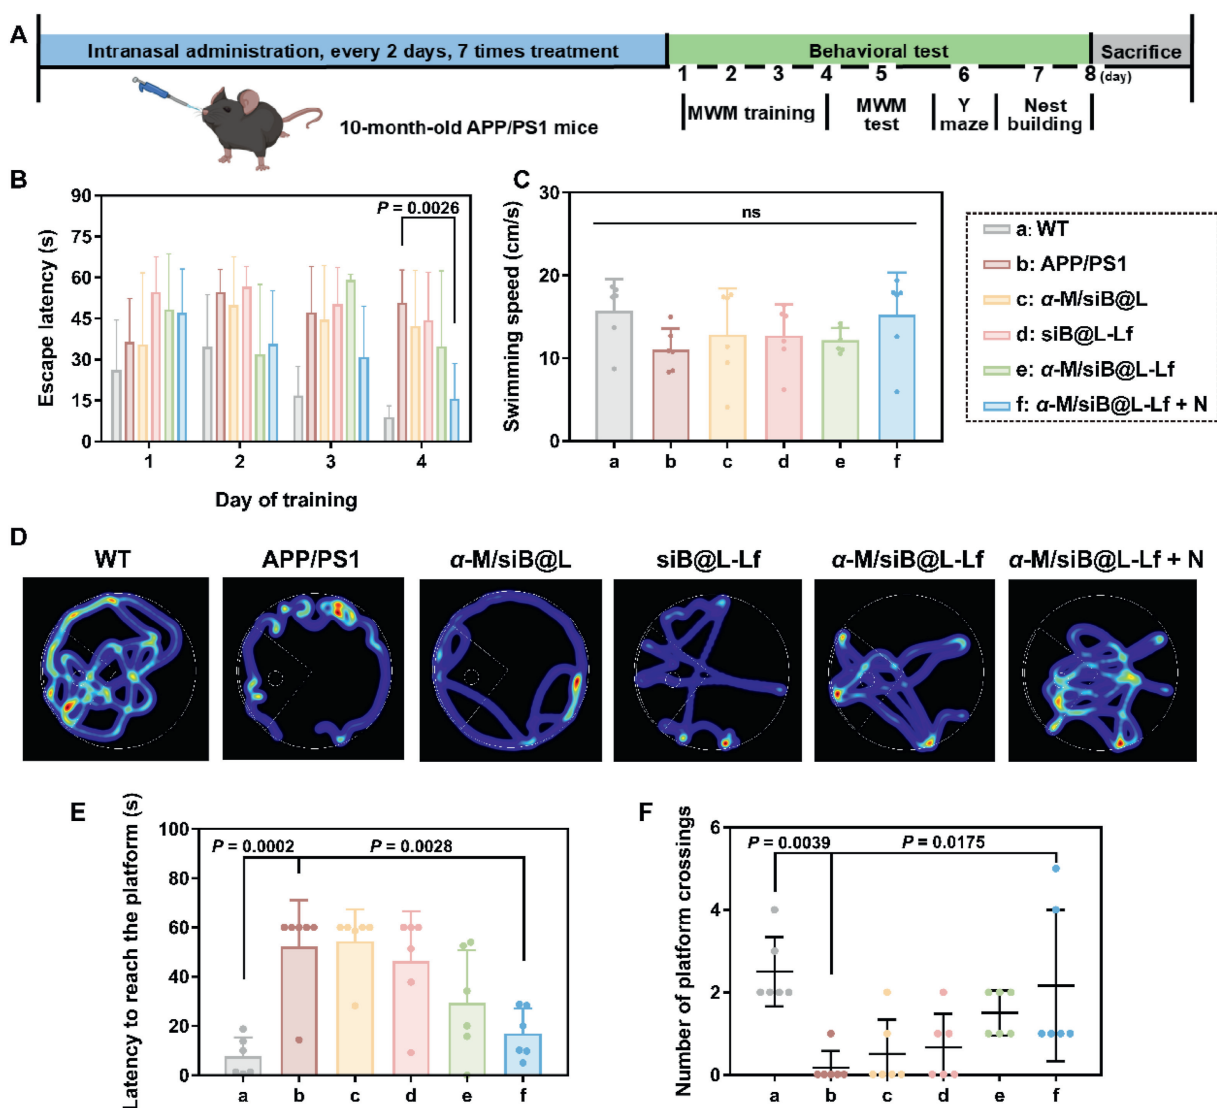 A
Intranasal administration, every 2 days, 7 times treatment
Behavioral test
Sacrifice
1 2 3 4 5 6 7 8 (day)
MWM training
MWM test
Y maze
Nest building
10-month-old APP/PS1 mice
B
Escape latency (s)
90
75
60
45
30
15
0
P = 0.0026
1 2 3 4
Day of training
C
Swimming speed (cm/s)
30
20
10
0
ns
a b c d e f
a: WT
b: APP/PS1
c: α-M/siB@L
d: siB@L-Lf
e: α-M/siB@L-Lf
f: α-M/siB@L-Lf + N
D
WT
APP/PS1
α-M/siB@L
siB@L-Lf
α-M/siB@L-Lf
α-M/siB@L-Lf + N
E
Latency to reach the platform (s)
100
80
60
40
20
0
P = 0.0002
P = 0.0028
a b c d e f
F
Number of platform crossings
6
4
2
0
P = 0.0039
P = 0.0175
a b c d e f